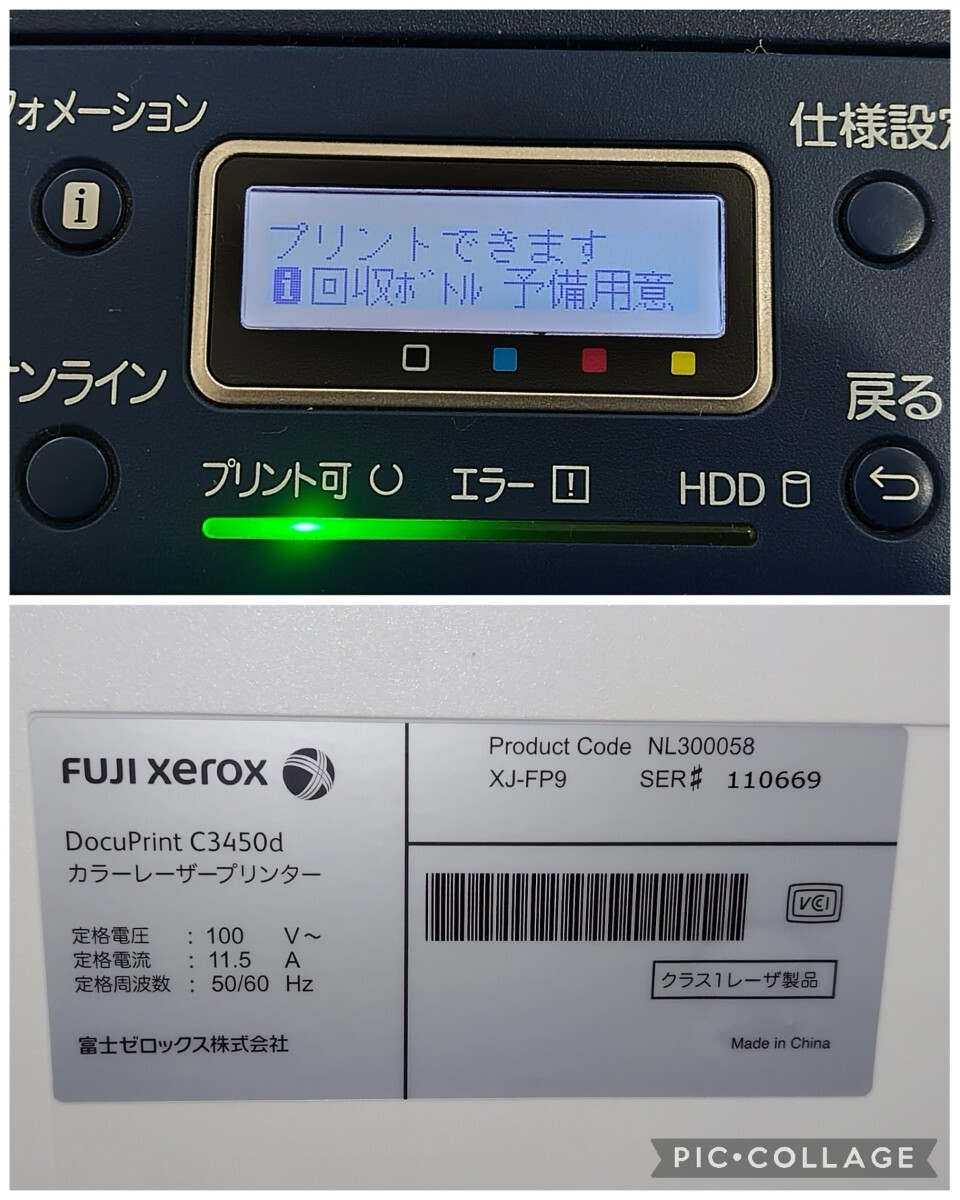 フォメーション
仕様設定
プリントできます
i 回収ボトル 予備用意
ンライン
戻る
プリント可
エラー !
HDD
FUJI xerox
DocuPrint C3450d
カラーレーザープリンター
定格電圧 : 100 V～
定格電流 : 11.5 A
定格周波数 : 50/60 Hz
富士ゼロックス株式会社
Product Code NL300058
XJ-FP9 SER# 110669
VCI
クラス1レーザ製品
Made in China
PIC•COLLAGE